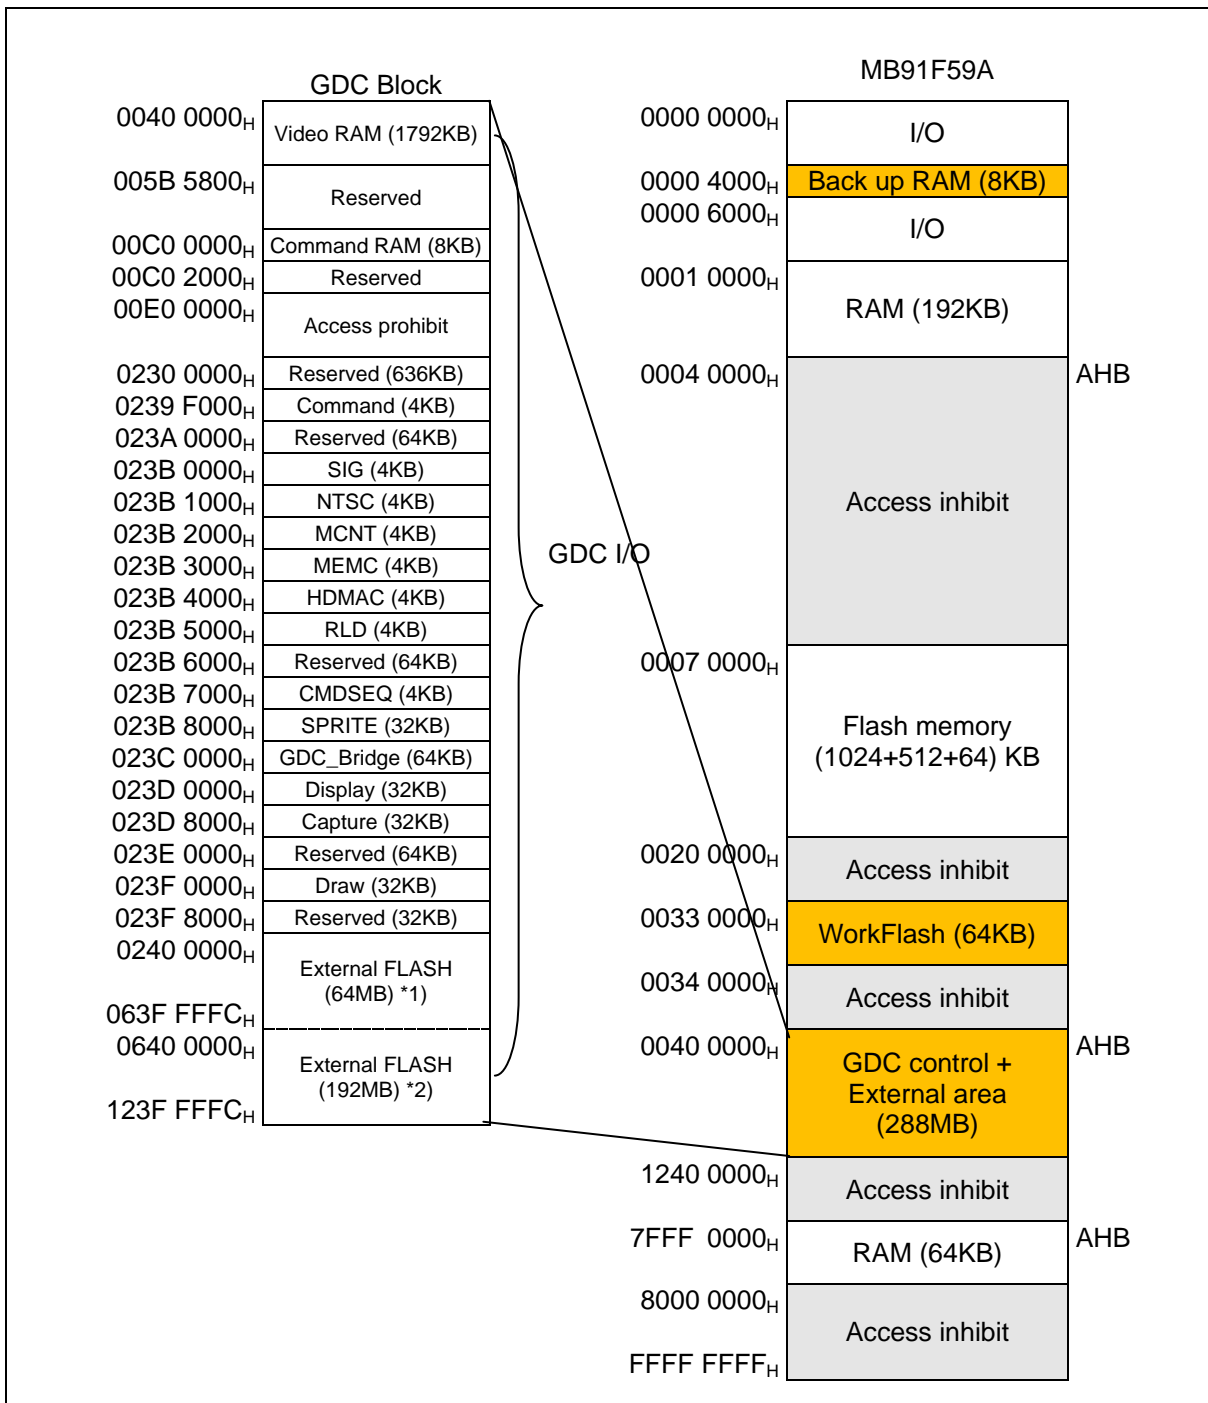 GDC Block
0040 0000H
Video RAM (1792KB)
005B 5800H
Reserved
00C0 0000H
Command RAM (8KB)
00C0 2000H
Reserved
00E0 0000H
Access prohibit
0230 0000H
Reserved (636KB)
0239 F000H
Command (4KB)
023A 0000H
Reserved (64KB)
023B 0000H
SIG (4KB)
023B 1000H
NTSC (4KB)
023B 2000H
MCNT (4KB)
023B 3000H
MEMC (4KB)
023B 4000H
HDMAC (4KB)
023B 5000H
RLD (4KB)
023B 6000H
Reserved (64KB)
023B 7000H
CMDSEQ (4KB)
023B 8000H
SPRITE (32KB)
023C 0000H
GDC_Bridge (64KB)
023D 0000H
Display (32KB)
023D 8000H
Capture (32KB)
023E 0000H
Reserved (64KB)
023F 0000H
Draw (32KB)
023F 8000H
Reserved (32KB)
0240 0000H
External FLASH
(64MB) *1)
063F FFFCH
0640 0000H
External FLASH
(192MB) *2)
123F FFFCH
GDC I/O
MB91F59A
0000 0000H
I/O
0000 4000H
Back up RAM (8KB)
0000 6000H
I/O
0001 0000H
RAM (192KB)
0004 0000H
AHB
Access inhibit
0007 0000H
Flash memory
(1024+512+64) KB
0020 0000H
Access inhibit
0033 0000H
WorkFlash (64KB)
0034 0000H
Access inhibit
0040 0000H
AHB
GDC control +
External area
(288MB)
1240 0000H
Access inhibit
7FFF 0000H
AHB
RAM (64KB)
8000 0000H
Access inhibit
FFFF FFFFH